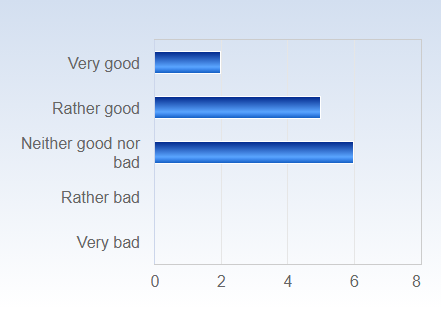 Very good
Rather good
Neither good nor
bad
Rather bad
Very bad
0 2 4 6 8